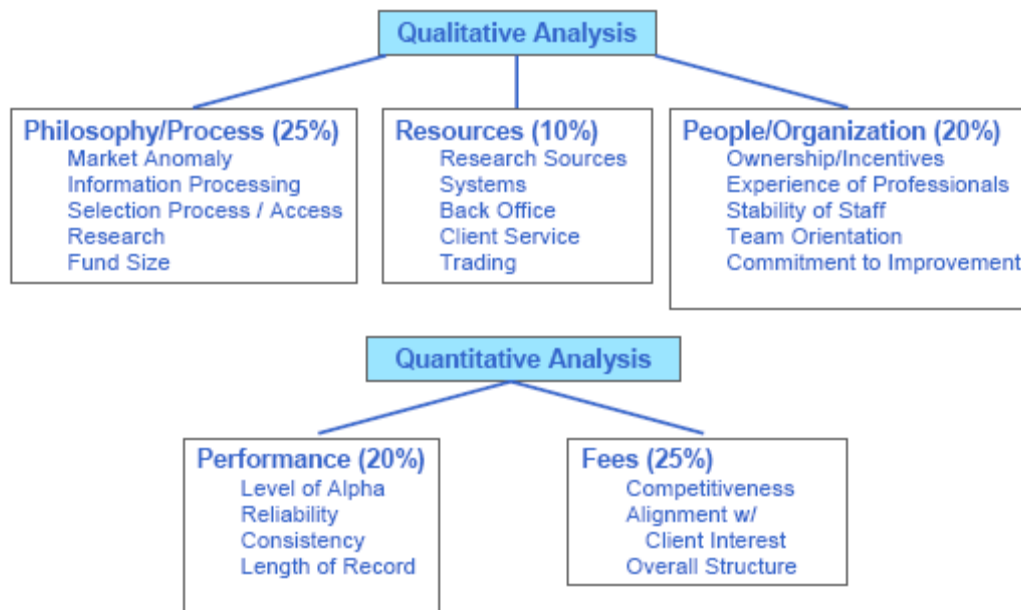 Qualitative Analysis
Philosophy/Process (25%)
Market Anomaly
Information Processing
Selection Process / Access
Research
Fund Size
Resources (10%)
Research Sources
Systems
Back Office
Client Service
Trading
People/Organization (20%)
Ownership/Incentives
Experience of Professionals
Stability of Staff
Team Orientation
Commitment to Improvement
Quantitative Analysis
Performance (20%)
Level of Alpha
Reliability
Consistency
Length of Record
Fees (25%)
Competitiveness
Alignment w/
Client Interest
Overall Structure